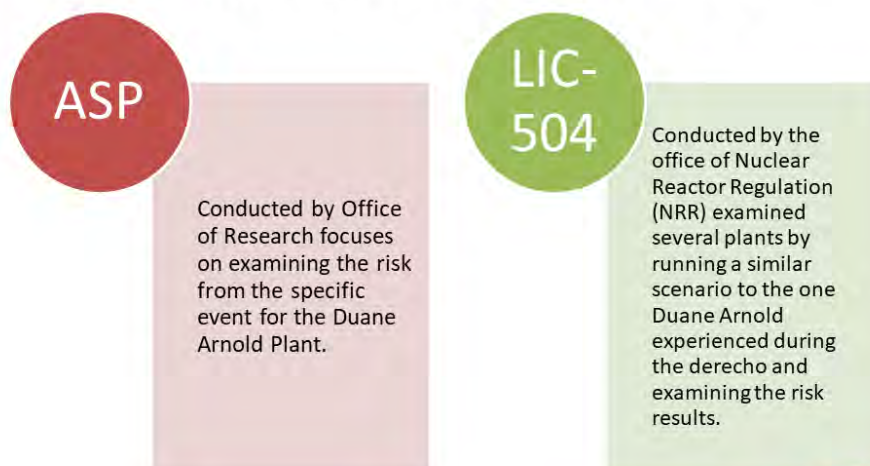 ASP
Conducted by Office
of Research focuses
on examining the risk
from the specific
event for the Duane
Arnold Plant.
LIC-
504
Conducted by the
office of Nuclear
Reactor Regulation
(NRR) examined
several plants by
running a similar
scenario to the one
Duane Arnold
experienced during
the derecho and
examining the risk
results.